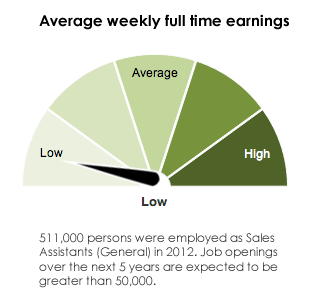 Average weekly full time earnings
Average
Low
High
Low
511,000 persons were employed as Sales
Assistants (General) in 2012. Job openings
over the next 5 years are expected to be
greater than 50,000.